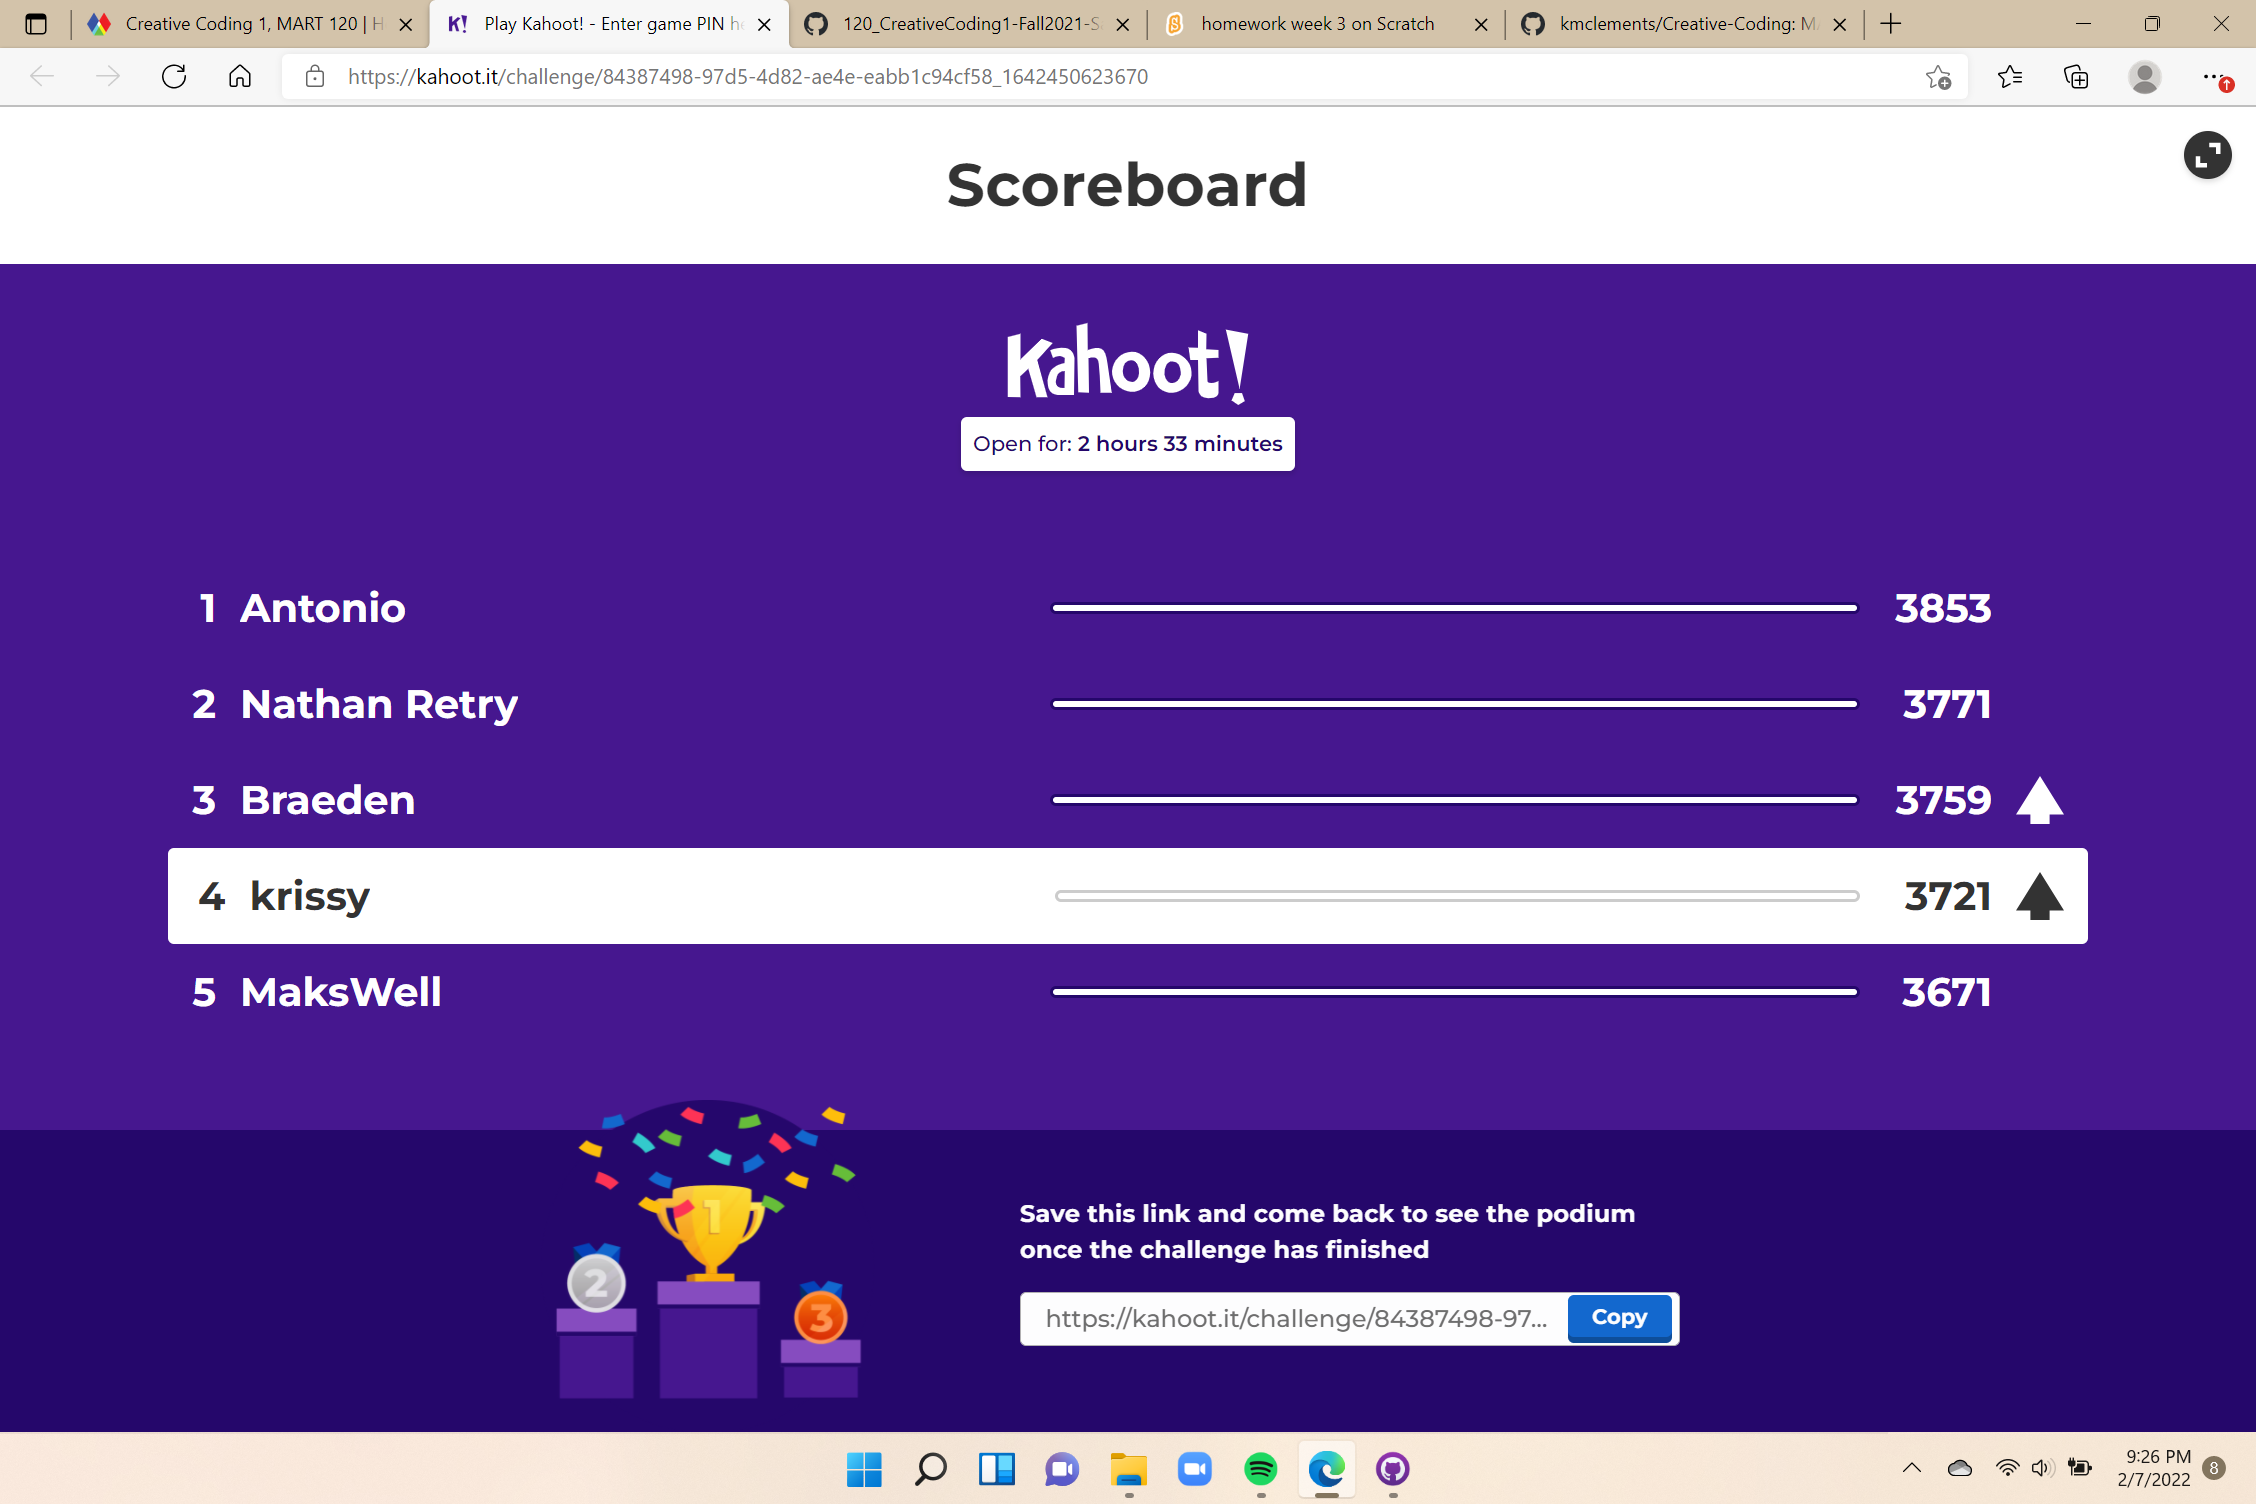 Creative Coding 1, MART 120 | H
Play Kahoot! - Enter game PIN he
120_CreativeCoding1-Fall2021-S
homework week 3 on Scratch
kmclements/Creative-Coding: M
https://kahoot.it/challenge/84387498-97d5-4d82-ae4e-eabb1c94cf58_1642450623670
Scoreboard
Kahoot!
Open for: 2 hours 33 minutes
1 Antonio 3853
2 Nathan Retry 3771
3 Braeden 3759
4 krissy 3721
5 MaksWell 3671
1
2
3
Save this link and come back to see the podium
once the challenge has finished
https://kahoot.it/challenge/84387498-97... Copy
9:26 PM
2/7/2022
8